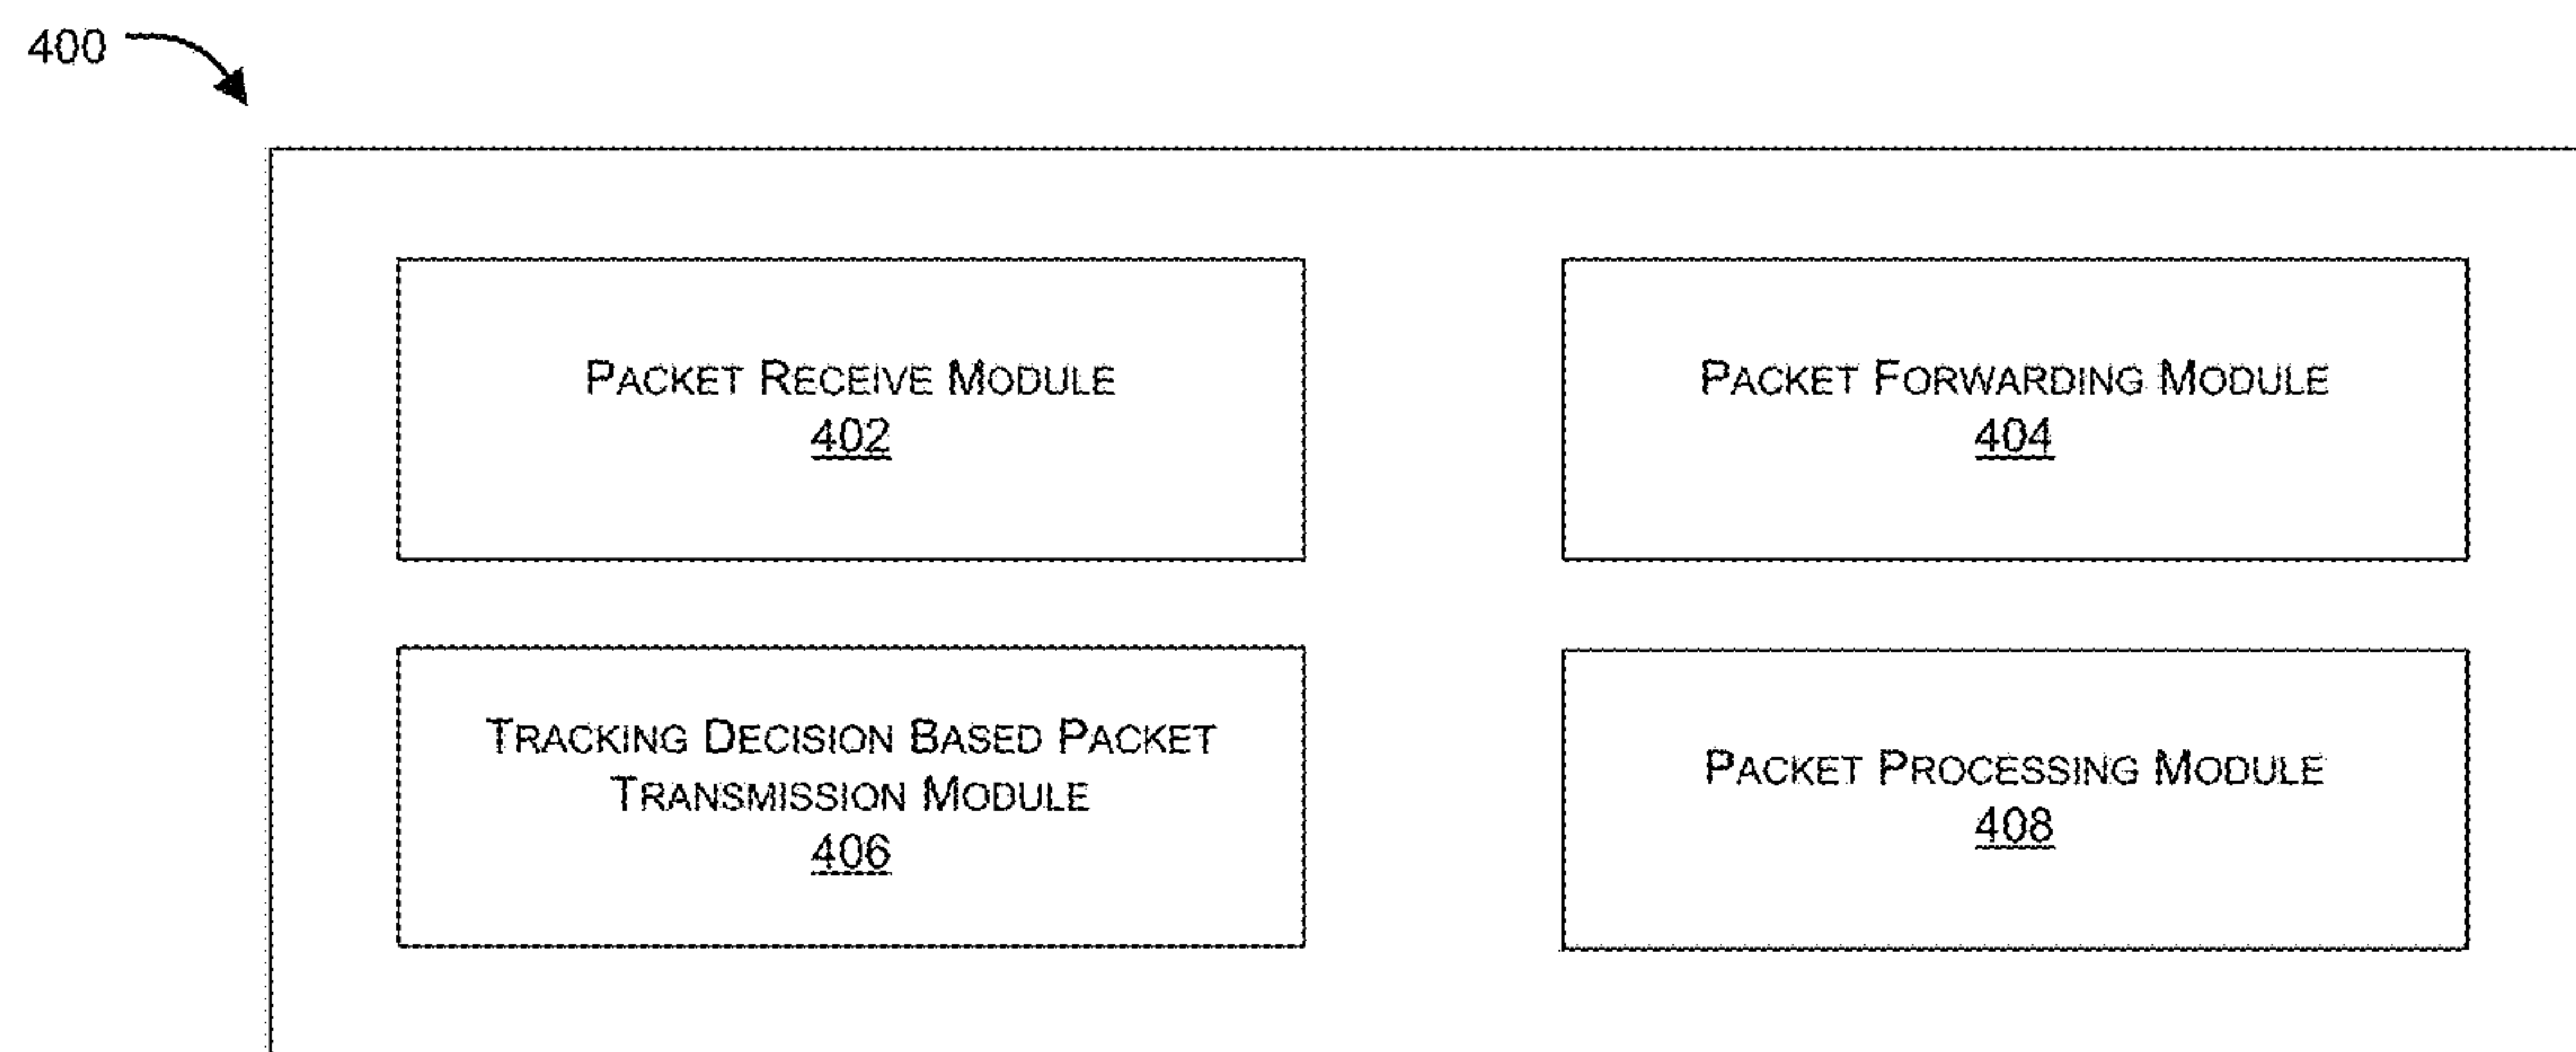 400
PACKET RECEIVE MODULE
402
PACKET FORWARDING MODULE
404
TRACKING DECISION BASED PACKET
TRANSMISSION MODULE
406
PACKET PROCESSING MODULE
408